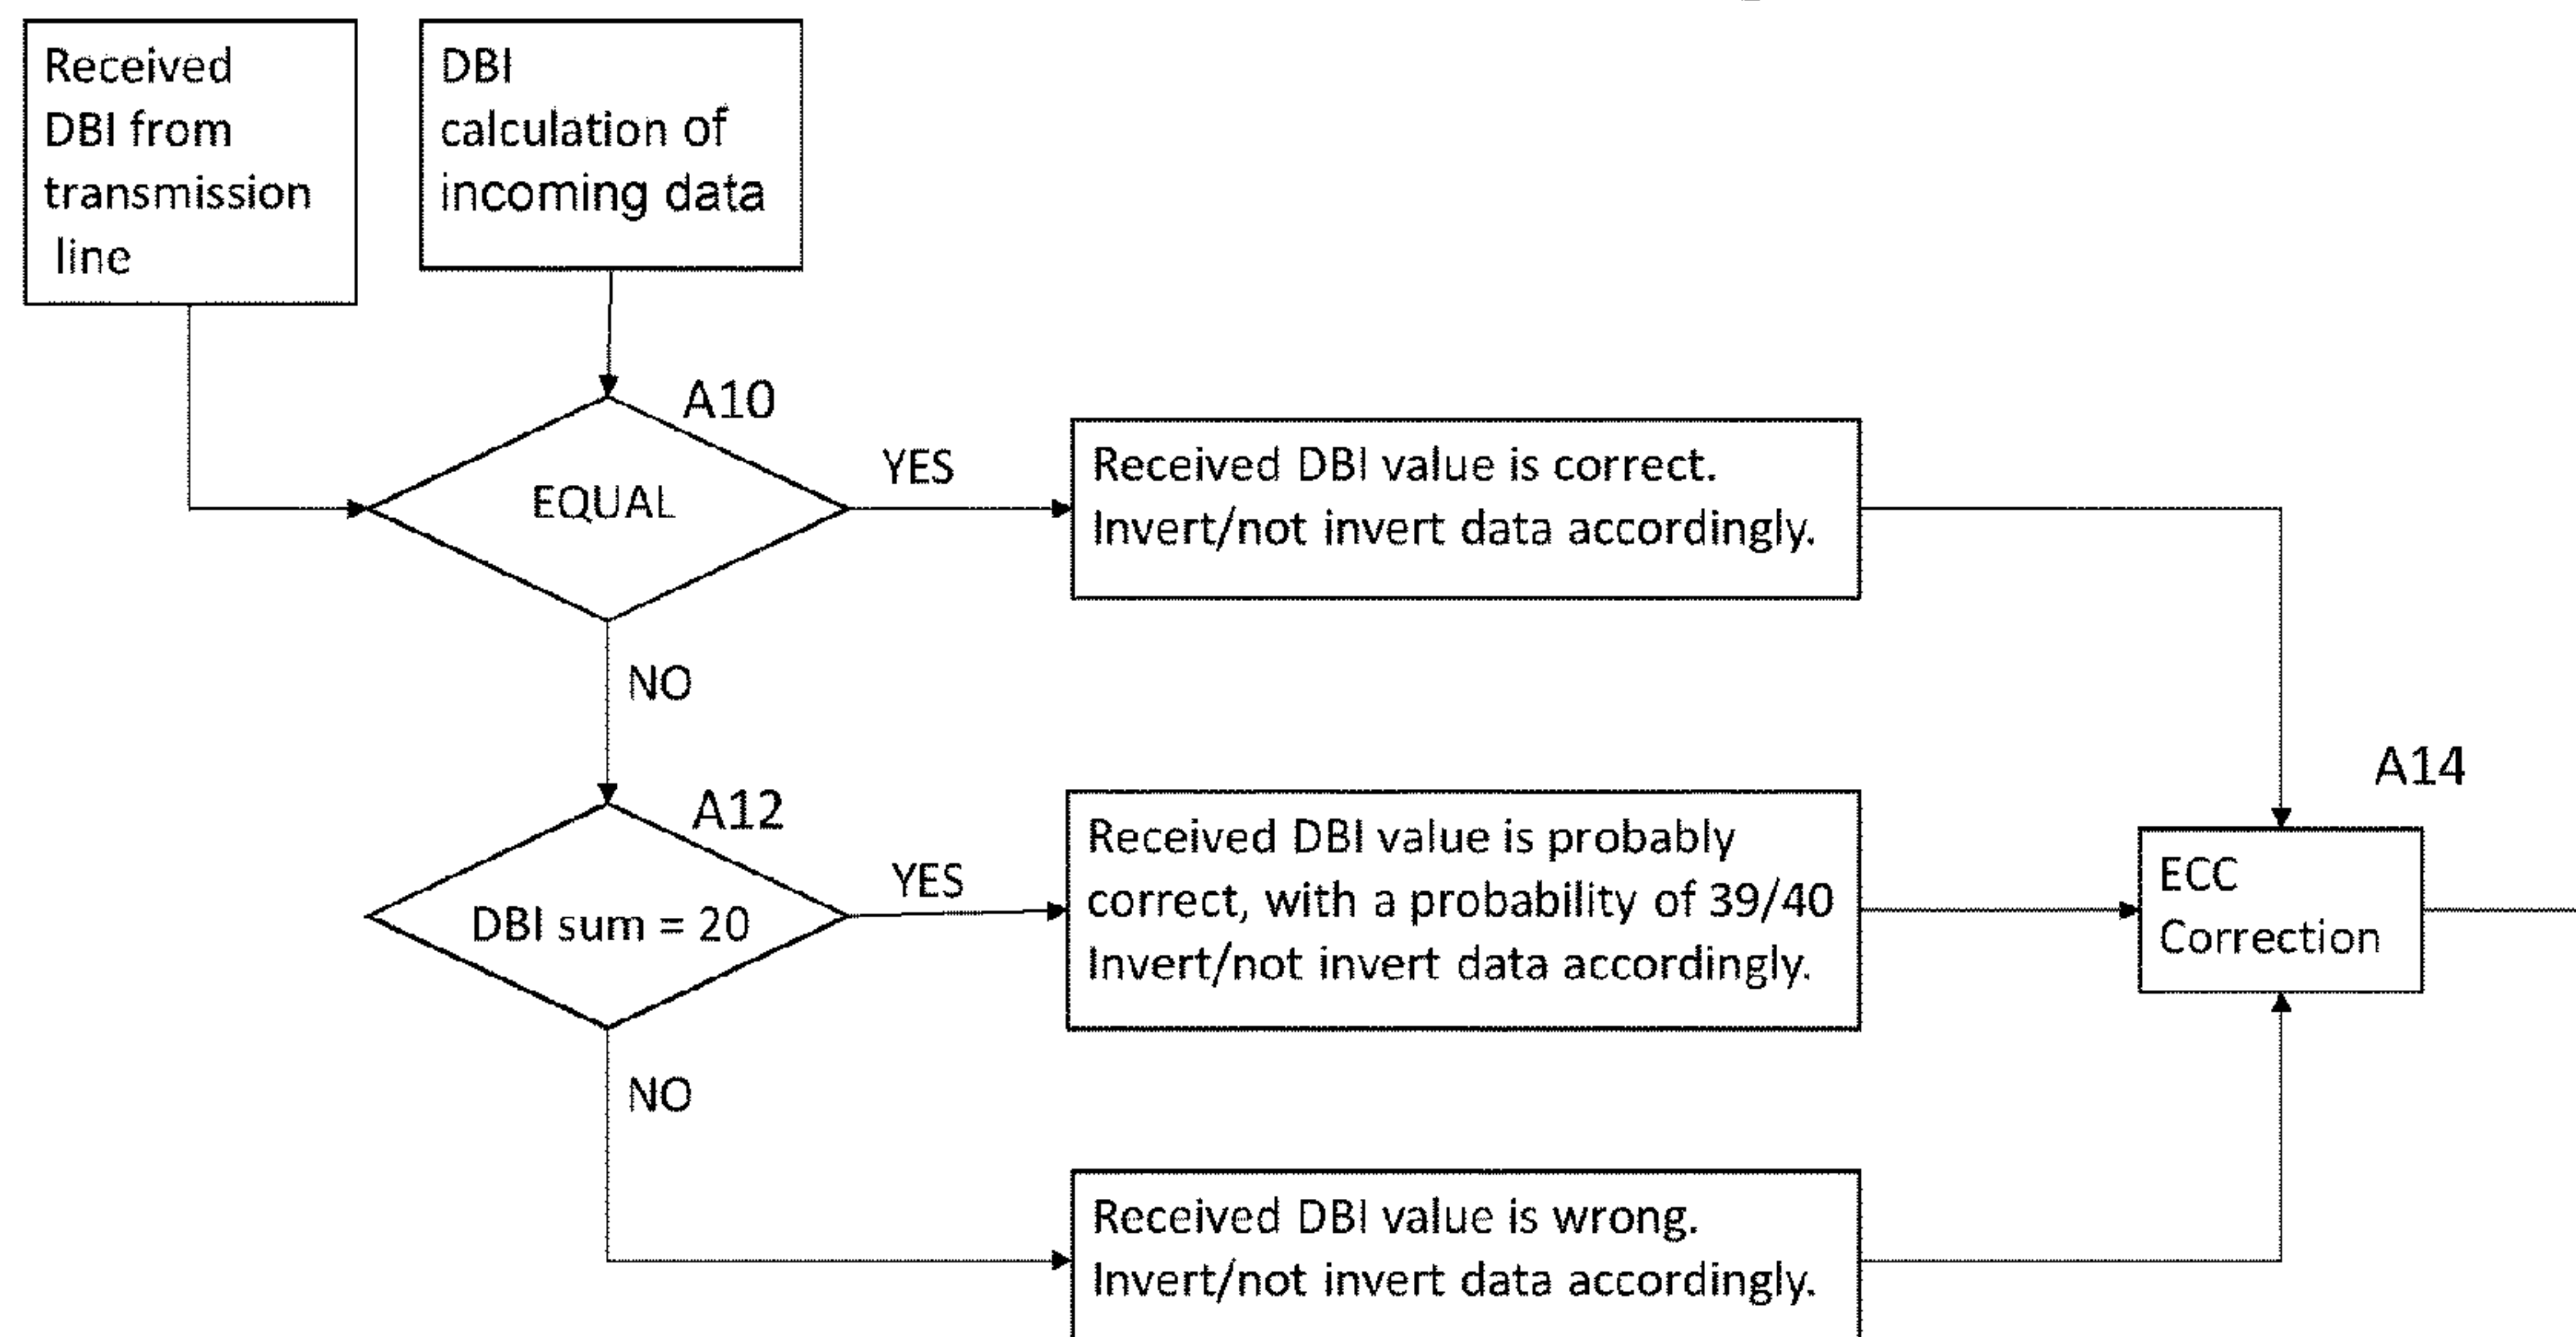 Received
DBI from
transmission
line
DBI
calculation of
incoming data
A10
EQUAL
YES
Received DBI value is correct.
Invert/not invert data accordingly.
NO
A12
DBI sum = 20
YES
Received DBI value is probably
correct, with a probability of 39/40
Invert/not invert data accordingly.
A14
ECC
Correction
NO
Received DBI value is wrong.
Invert/not invert data accordingly.